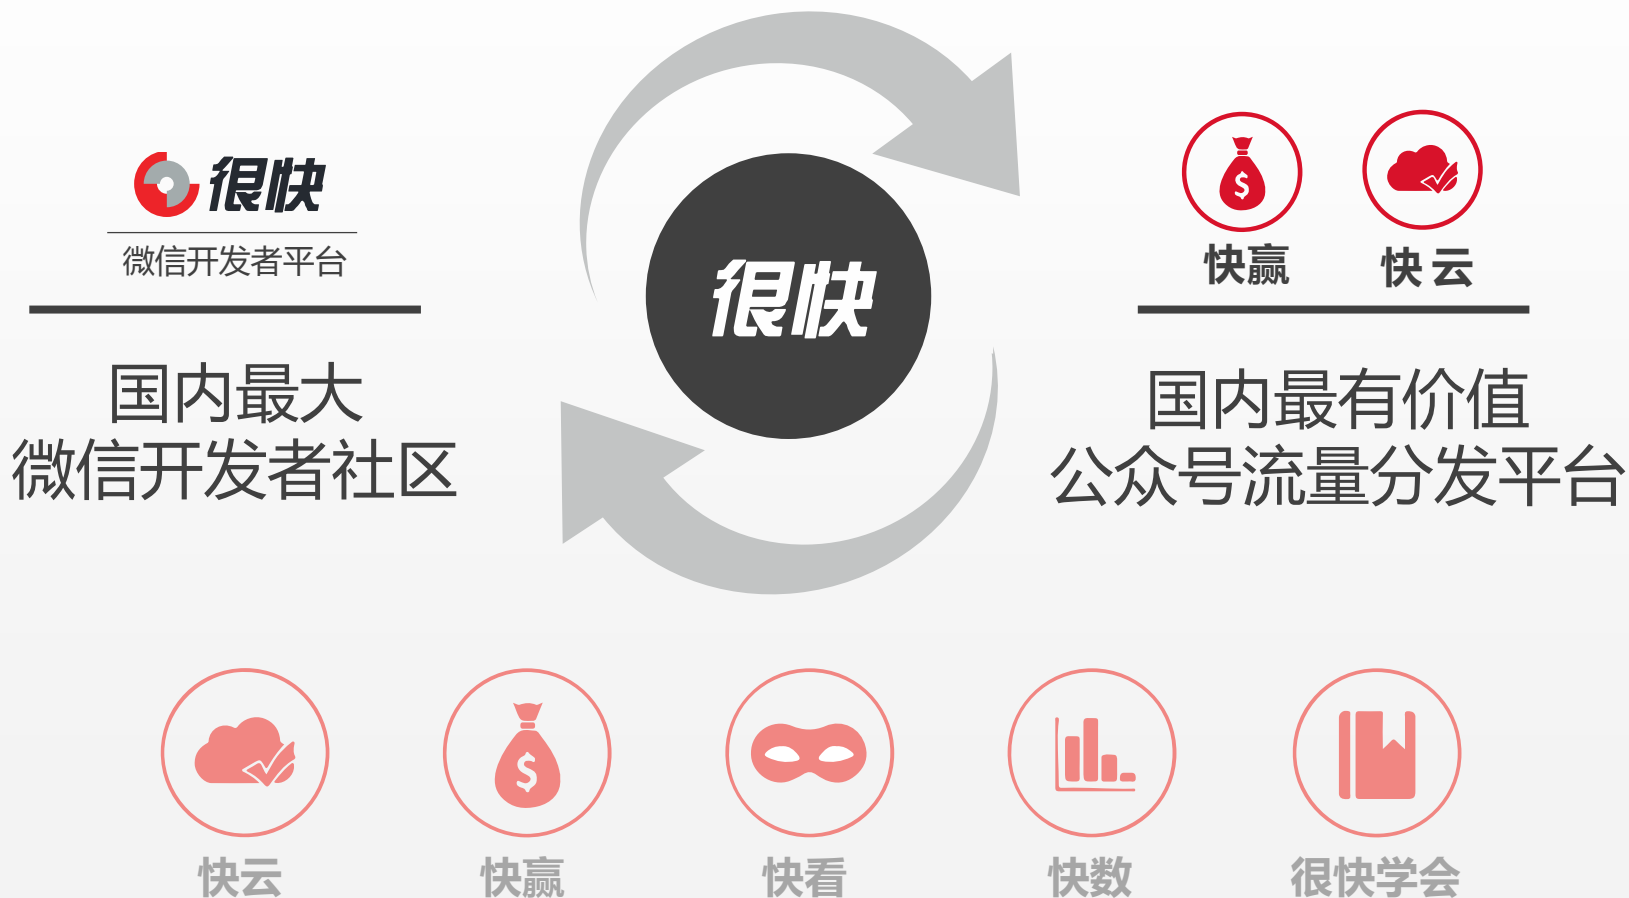 很快
微信开发者平台
国内最大
微信开发者社区
很快
$
快赢
快云
国内最有价值
公众号流量分发平台
快云
$
快赢
快看
快数
很快学会